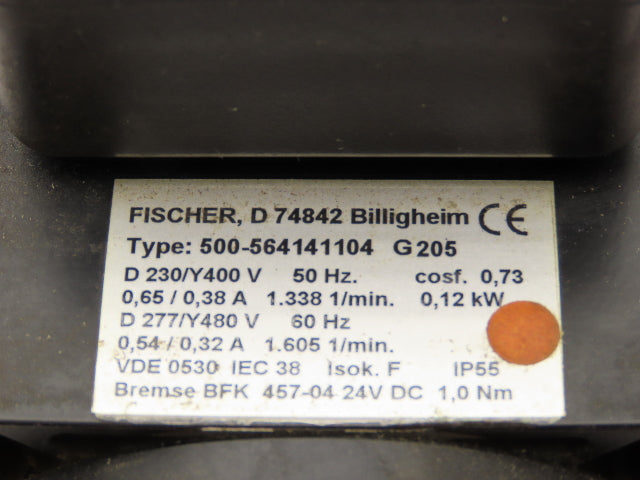 FISCHER, D 74842 Billigheim CE
Type: 500-564141104 G205
D 230/Y400 V 50 Hz. cosf. 0,73
0,65 / 0,38 A 1.338 1/min. 0,12 kW
D 277/Y480 V 60 Hz
0,54 / 0,32 A 1.605 1/min.
VDE 0530 IEC 38 Isok. F IP55
Bremse BFK 457-04 24V DC 1,0 Nm